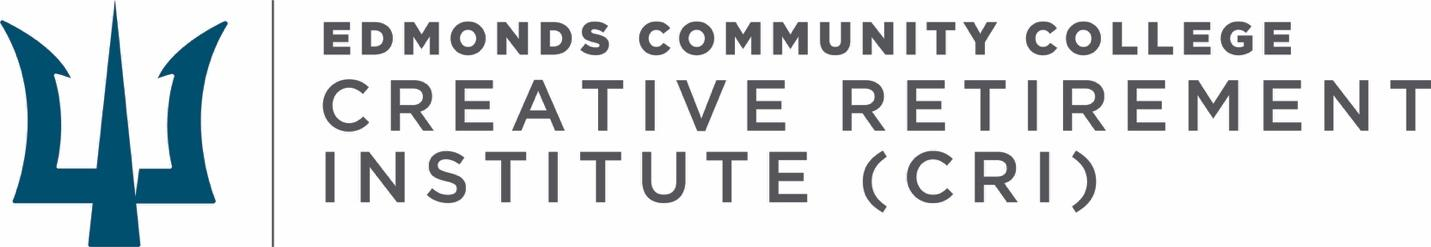 EDMONDS COMMUNITY COLLEGE
CREATIVE RETIREMENT
INSTITUTE (CRI)